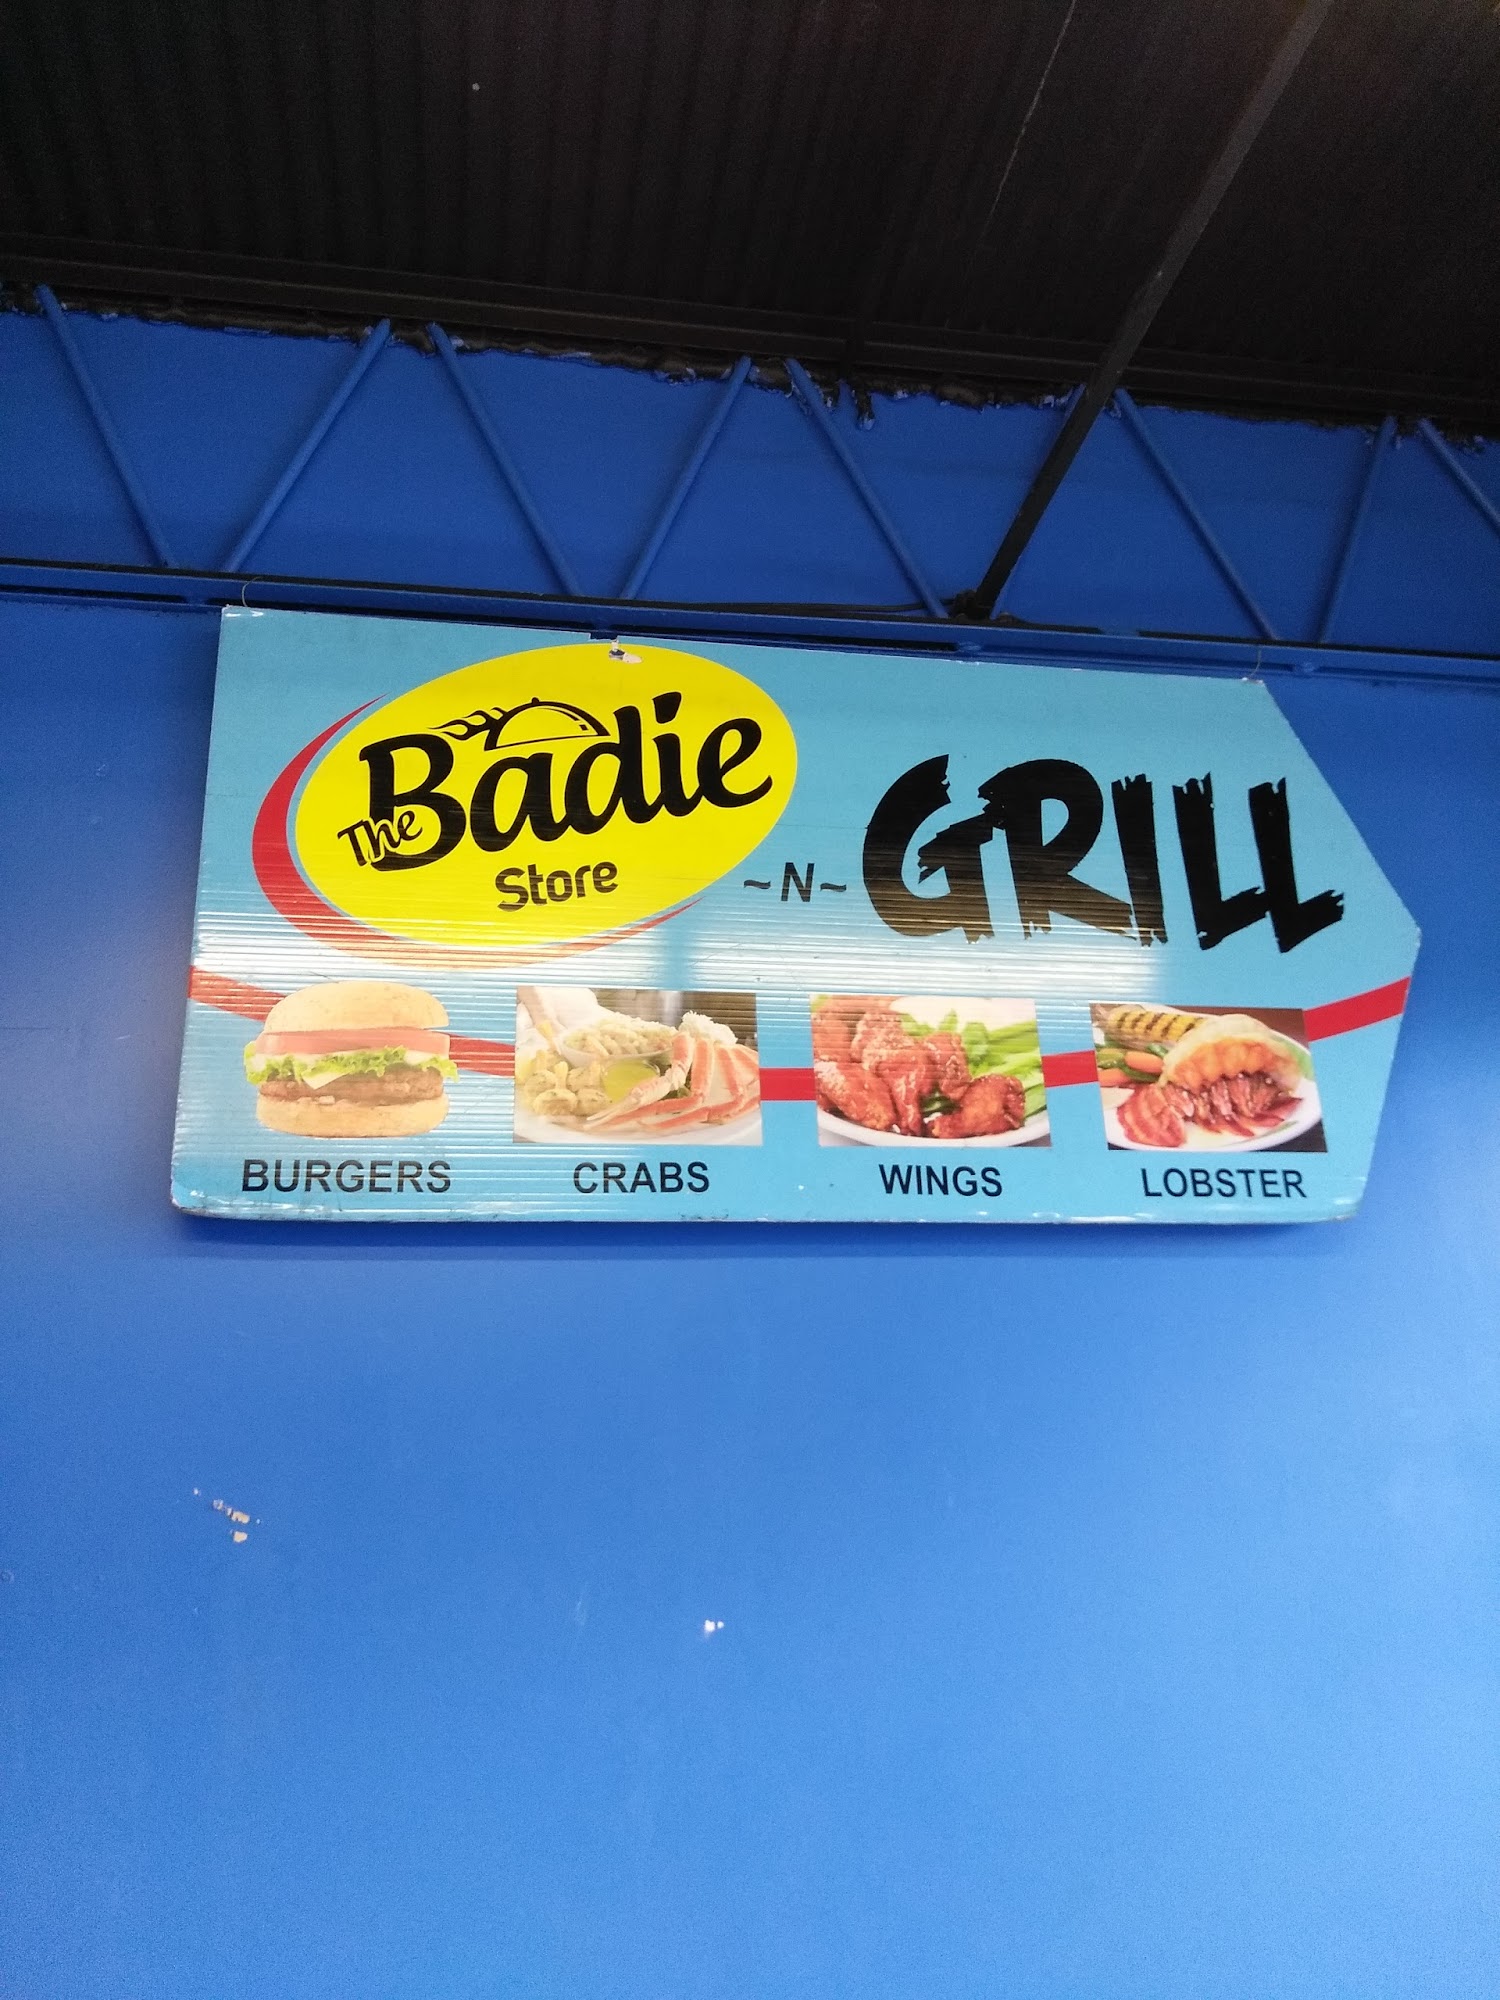 The Badie
Store
~N~ GRILL
BURGERS CRABS WINGS LOBSTER